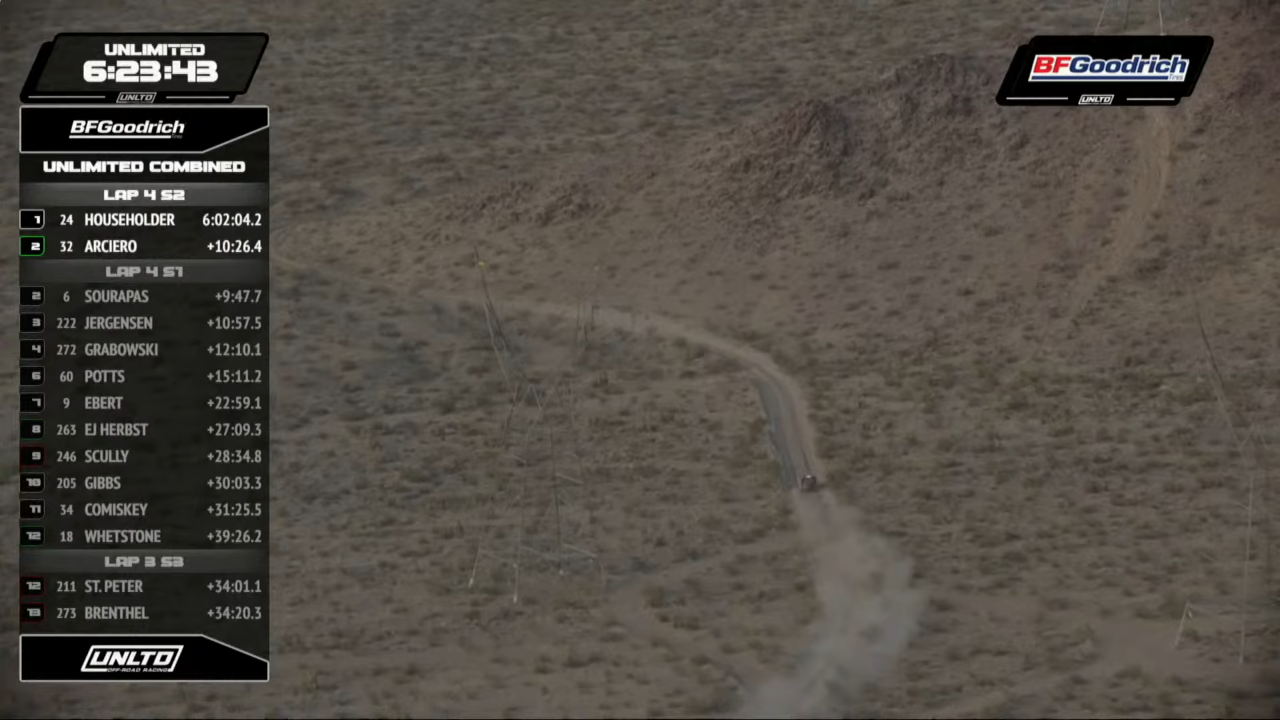 UNLIMITED
6:23:43
UNLTD
BFGoodrich
Tires
UNLTD
BFGoodrich
UNLIMITED COMBINED
LAP 4 S2
1 24 HOUSEHOLDER 6:02:04.2
2 32 ARCIERO +10:26.4
LAP 4 S1
2 6 SOURAPAS +9:47.7
3 222 JERGENSEN +10:57.5
4 272 GRABOWSKI +12:10.1
6 60 POTTS +15:11.2
7 9 EBERT +22:59.1
8 263 EJ HERBST +27:09.3
9 246 SCULLY +28:34.8
10 205 GIBBS +30:03.3
11 34 COMISKEY +31:25.5
12 18 WHETSTONE +39:26.2
LAP 3 S3
12 211 ST. PETER +34:01.1
13 273 BRENTHEL +34:20.3
UNLTD
OFF-ROAD RACING